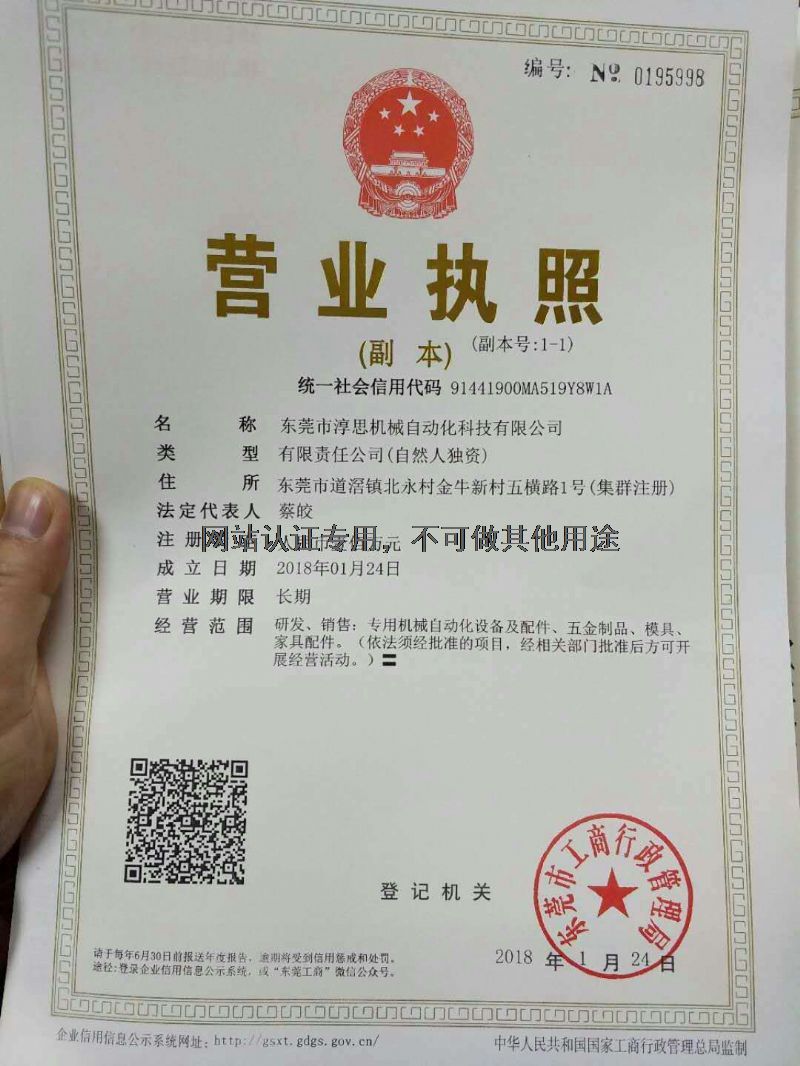 编号: № 0195998
营业执照
(副 本) (副本号:1-1)
统一社会信用代码 91441900MA519Y8W1A
名 称 东莞市淳思机械自动化科技有限公司
类 型 有限责任公司(自然人独资)
住 所 东莞市道滘镇北永村金牛新村五横路1号(集群注册)
法定代表人 蔡皎
注 册 人民币 万元
网站认证专用，不可做其他用途
成立日期 2018年01月24日
营业期限 长期
经营范围 研发、销售：专用机械自动化设备及配件、五金制品、模具、
家具配件。（依法须经批准的项目，经相关部门批准后方可开
展经营活动。）〓
东莞市工商行政管理局
登记机关
2018 年 1 月 24 日
请于每年6月30日前报送年度报告，逾期将受到信用惩戒和处罚。
途径:登录企业信用信息公示系统，或“东莞工商”微信公众号。
企业信用信息公示系统网址: http://gsxt.gdgs.gov.cn/
中华人民共和国国家工商行政管理总局监制